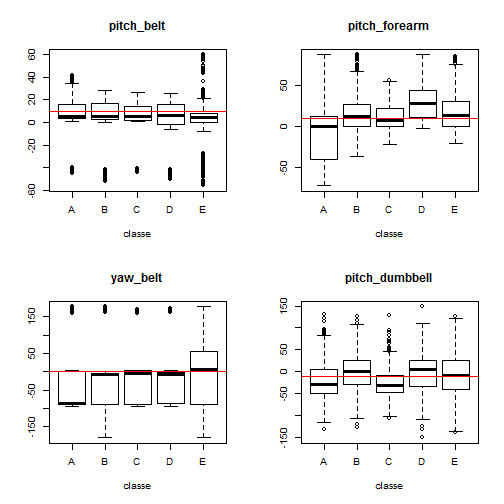 pitch_belt
60
40
20
0
-20
-60
A B C D E
classe
pitch_forearm
50
0
-50
A B C D E
classe
yaw_belt
150
50
0
-50
-150
A B C D E
classe
pitch_dumbbell
150
50
0
-50
-150
A B C D E
classe